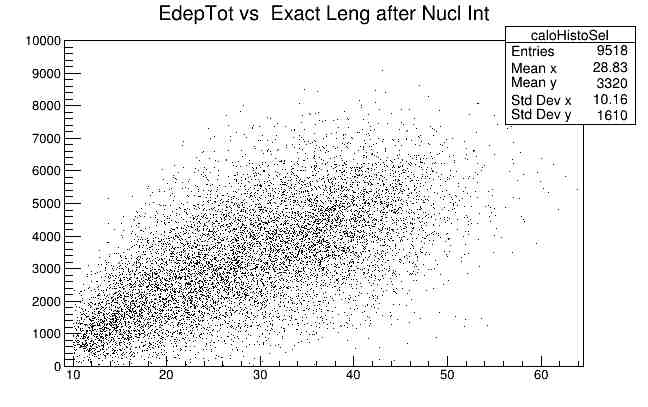 EdepTot vs  Exact Leng after Nucl Int
caloHistoSel
Entries 9518
Mean x 28.83
Mean y 3320
Std Dev x 10.16
Std Dev y 1610
10000
9000
8000
7000
6000
5000
4000
3000
2000
1000
0
10 20 30 40 50 60